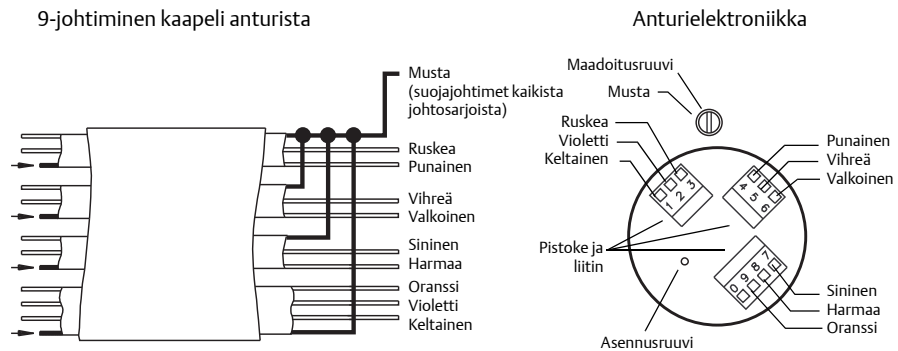 9-johtiminen kaapeli anturista
Anturielektroniikka
Musta
(suojajohtimet kaikista
johtosarjoista)
Ruskea
Punainen
Vihreä
Valkoinen
Sininen
Harmaa
Oranssi
Violetti
Keltainen
Maadoitusruuvi
Musta
Ruskea
Violetti
Keltainen
Punainen
Vihreä
Valkoinen
1 2 3
4 5 6
Pistoke ja
liitin
0 9 8 7
Sininen
Harmaa
Oranssi
Asennusruuvi